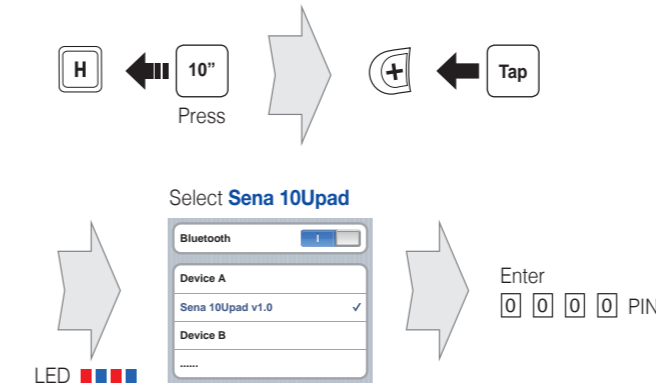 H
10”
Tap
Press
Select Sena 10Upad
Bluetooth
Device A
Sena 10Upad v1.0
Device B
......
Enter
0 0 0 0 PIN
LED